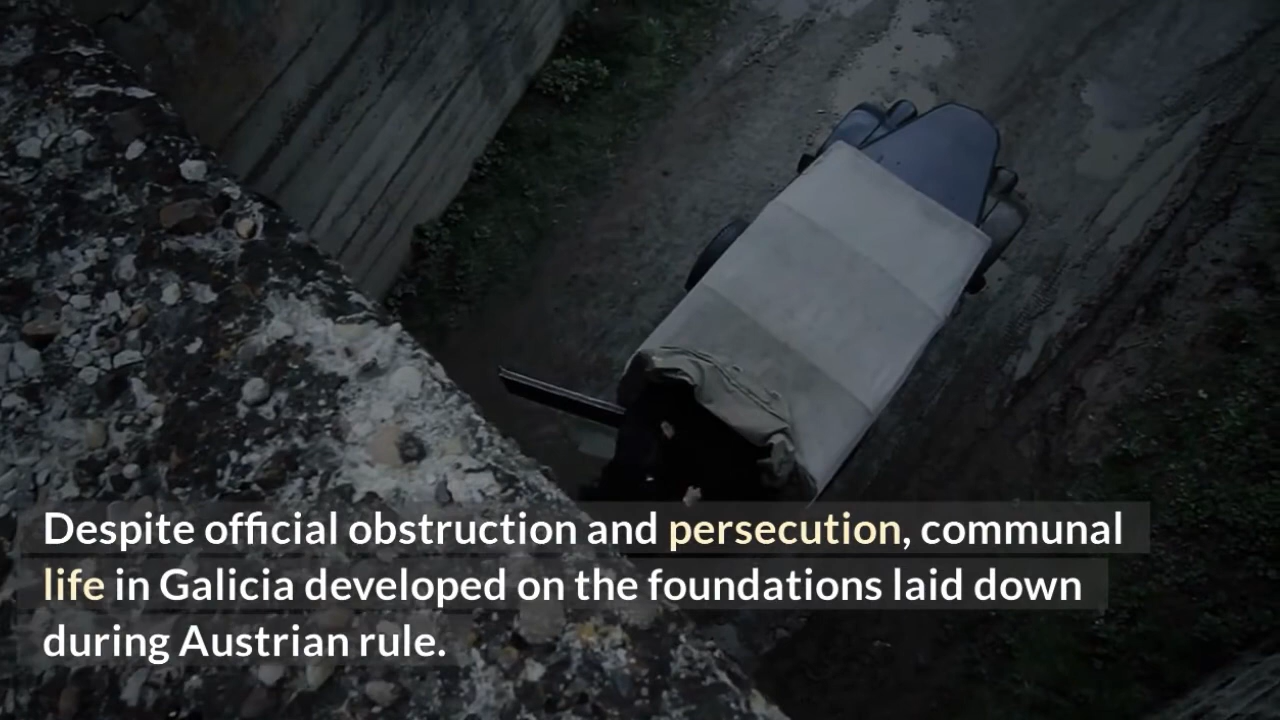 Despite official obstruction and persecution, communal
life in Galicia developed on the foundations laid down
during Austrian rule.